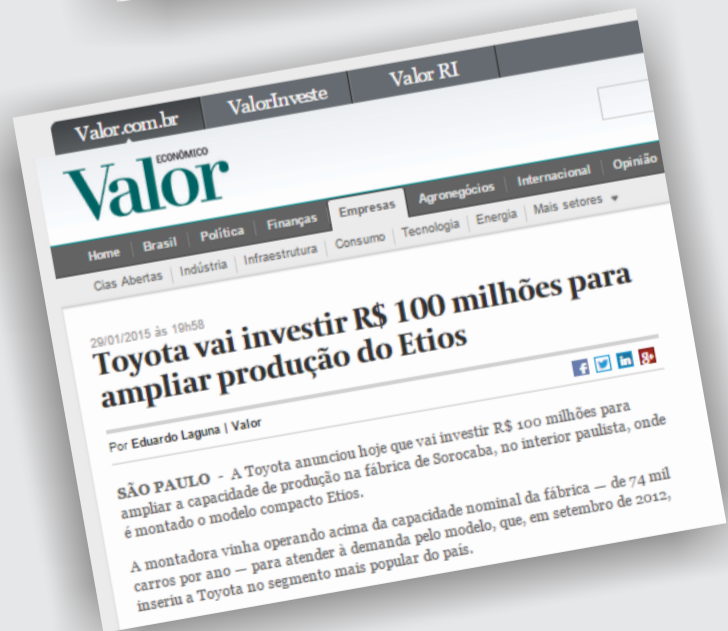 Valor.com.br ValorInveste Valor RI
Valor ECONÔMICO
Home Brasil Política Finanças Empresas Agronegócios Internacional Opinião
Cias Abertas Indústria Infraestrutura Consumo Tecnologia Energia Mais setores
29/01/2015 às 19h58
Toyota vai investir R$ 100 milhões para
ampliar produção do Etios
Por Eduardo Laguna | Valor
f in g+
SÃO PAULO - A Toyota anunciou hoje que vai investir R$ 100 milhões para
ampliar a capacidade de produção na fábrica de Sorocaba, no interior paulista, onde
é montado o modelo compacto Etios.
A montadora vinha operando acima da capacidade nominal da fábrica — de 74 mil
carros por ano — para atender à demanda pelo modelo, que, em setembro de 2012,
inseriu a Toyota no segmento mais popular do país.